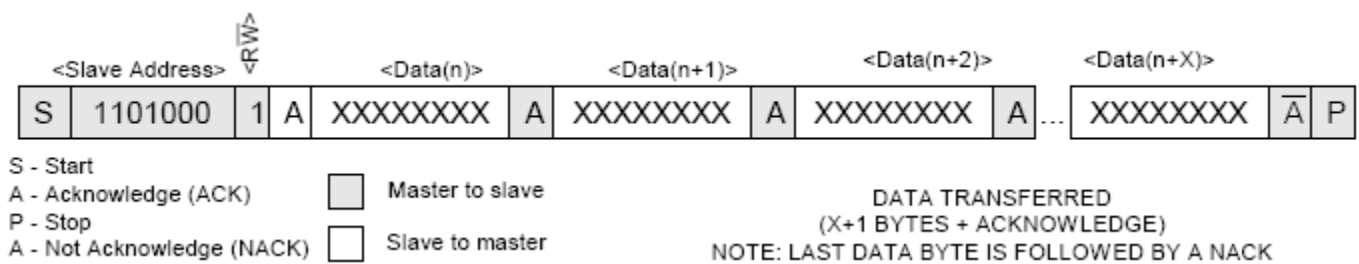 <RW̅>
<Slave Address> <Data(n)> <Data(n+1)> <Data(n+2)> <Data(n+X)>
S 1101000 1 A XXXXXXXX A XXXXXXXX A XXXXXXXX A ... XXXXXXXX A̅ P
S - Start
A - Acknowledge (ACK)
P - Stop
A - Not Acknowledge (NACK)
Master to slave
Slave to master
DATA TRANSFERRED
(X+1 BYTES + ACKNOWLEDGE)
NOTE: LAST DATA BYTE IS FOLLOWED BY A NACK